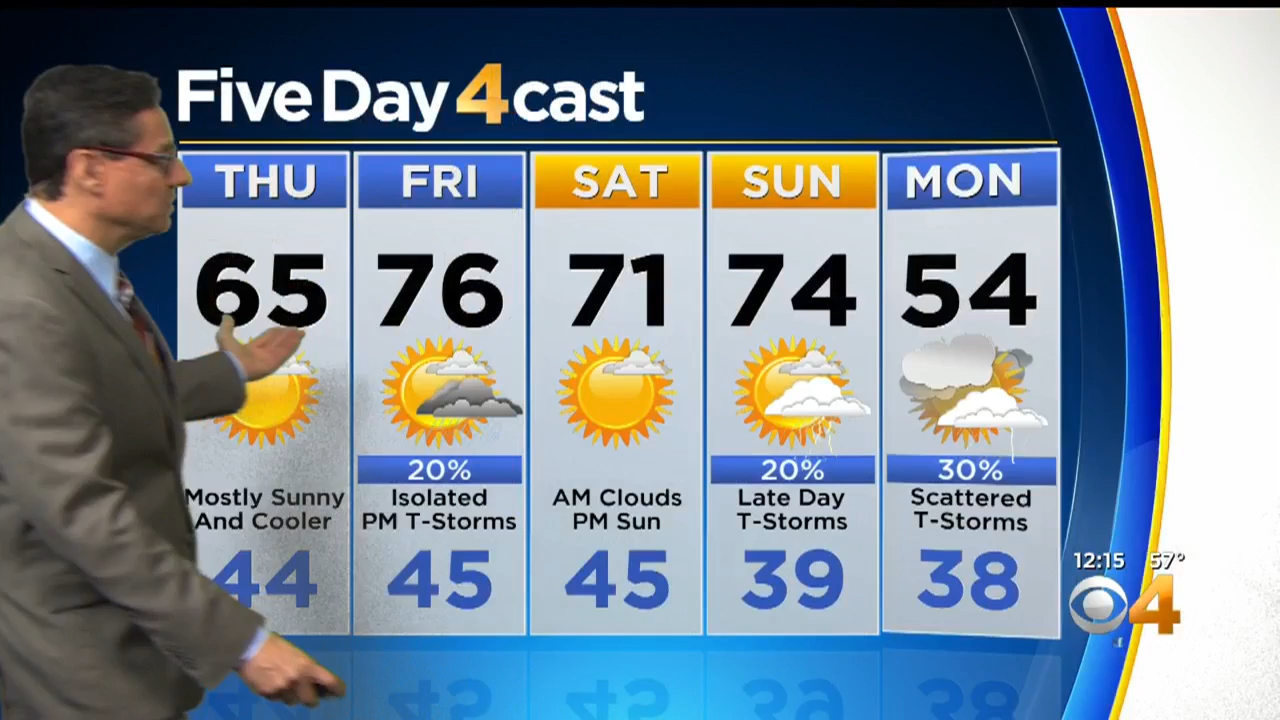 Five Day 4cast
THU FRI SAT SUN MON
65 76 71 74 54
20% 20% 30%
Mostly Sunny
And Cooler
Isolated
PM T-Storms
AM Clouds
PM Sun
Late Day
T-Storms
Scattered
T-Storms
44 45 45 39 38
12:15 57°
4